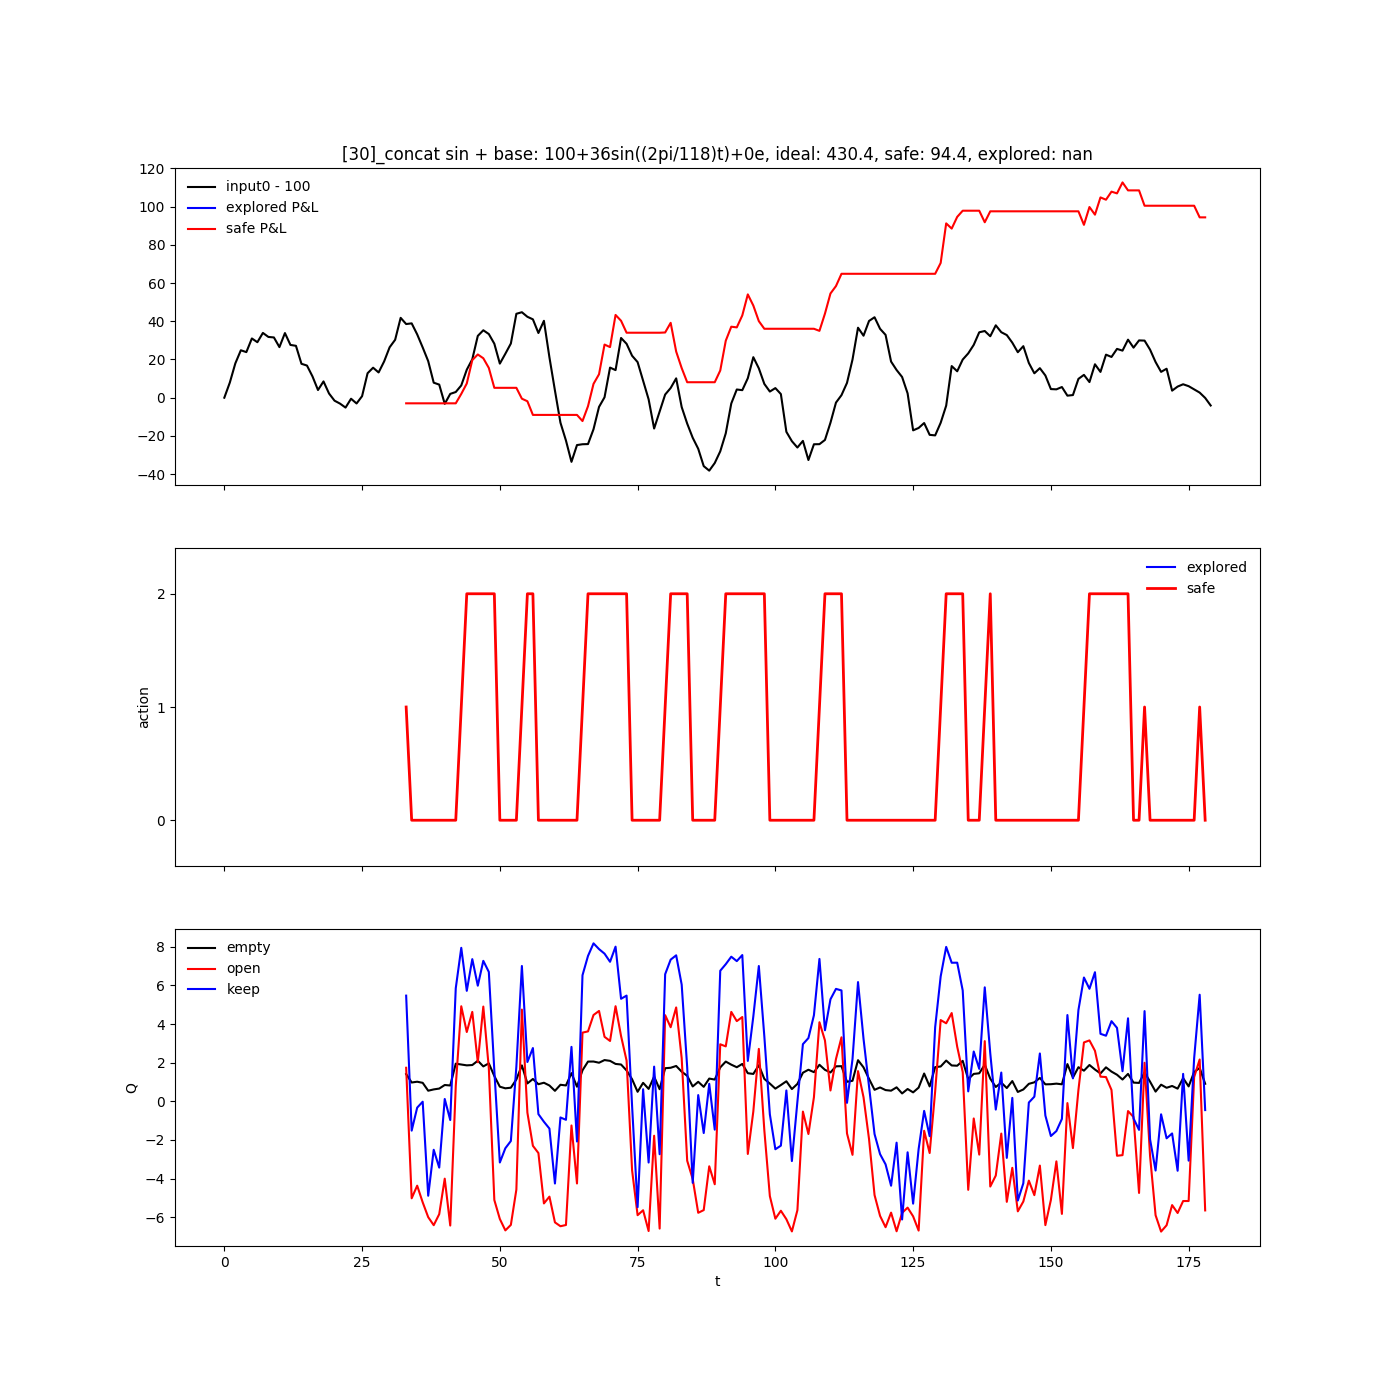 [30]_concat sin + base: 100+36sin((2pi/118)t)+0e, ideal: 430.4, safe: 94.4, explored: nan
120
100
80
60
40
20
0
−20
−40
input0 - 100
explored P&L
safe P&L
action
2
1
0
explored
safe
Q
8
6
4
2
0
−2
−4
−6
empty
open
keep
0 25 50 75 100 125 150 175
t